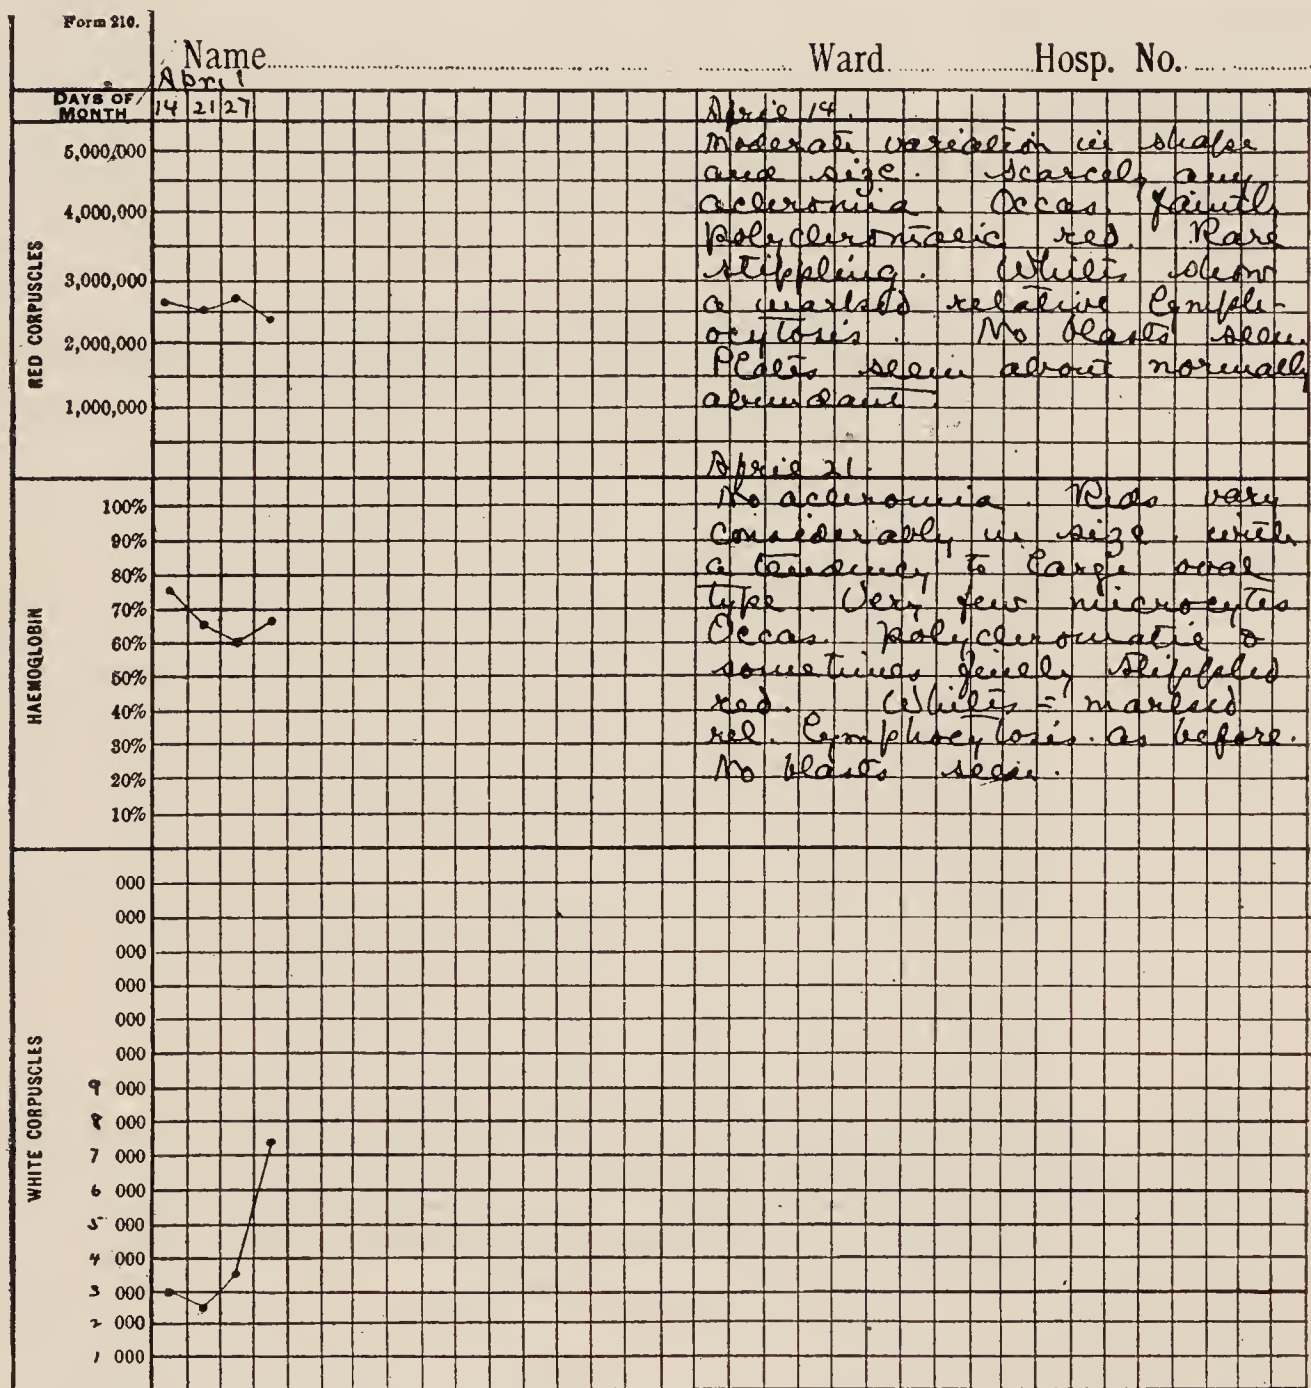 Form 210.
Name Ward Hosp. No.
April
DAYS OF MONTH 14 21 27
RED CORPUSCLES
5,000,000
4,000,000
3,000,000
2,000,000
1,000,000
HAEMOGLOBIN
100%
90%
80%
70%
60%
50%
40%
30%
20%
10%
WHITE CORPUSCLES
000
000
000
000
000
000
9 000
8 000
7 000
6 000
5 000
4 000
3 000
2 000
1 000
April 14.
Moderate variation in shape
and size. Scarcely any
achromia. Occas. faintly
polychromatic red. Rare
stippling. Whites show
a marked relative lymph-
ocytosis. No blasts seen.
Plates seem about normally
abundant.
April 21.
No achromia. Reds vary
considerably in size, with
a tendency to large oval
type. Very few microcytes
Occas. polychromatic &
sometimes finely stippled
red. Whites = marked
rel. lymphocytosis. as before.
No blasts seen.